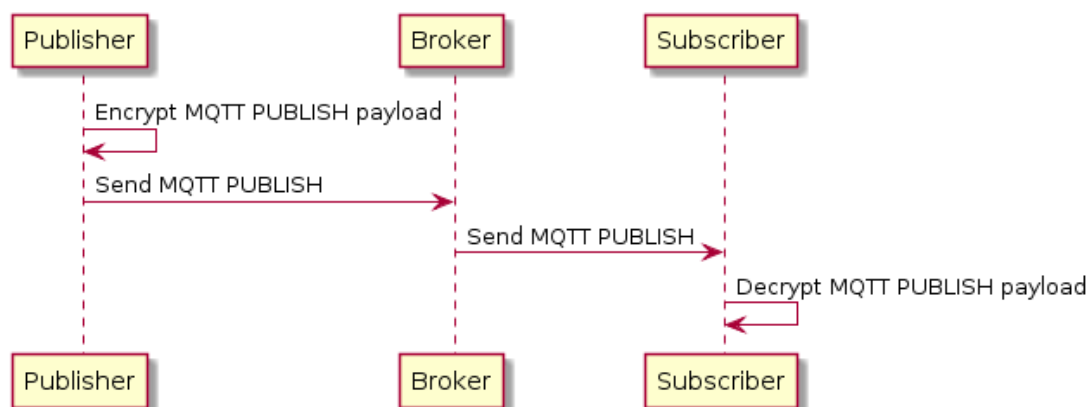 Publisher
Broker
Subscriber
Encrypt MQTT PUBLISH payload
Send MQTT PUBLISH
Send MQTT PUBLISH
Decrypt MQTT PUBLISH payload
Publisher
Broker
Subscriber